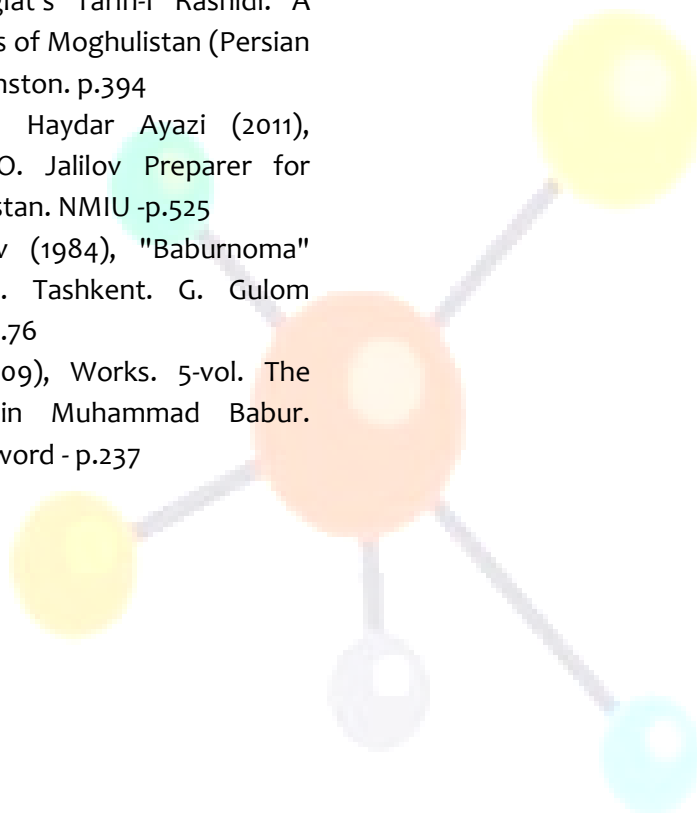 s of Moghulistan (Persian
nston. p.394
Haydar Ayazi (2011),
O. Jalilov Preparer for
stan. NMIU -p.525
v (1984), "Baburnoma"
. Tashkent. G. Gulom
.76
09), Works. 5-vol. The
in Muhammad Babur.
word - p.237